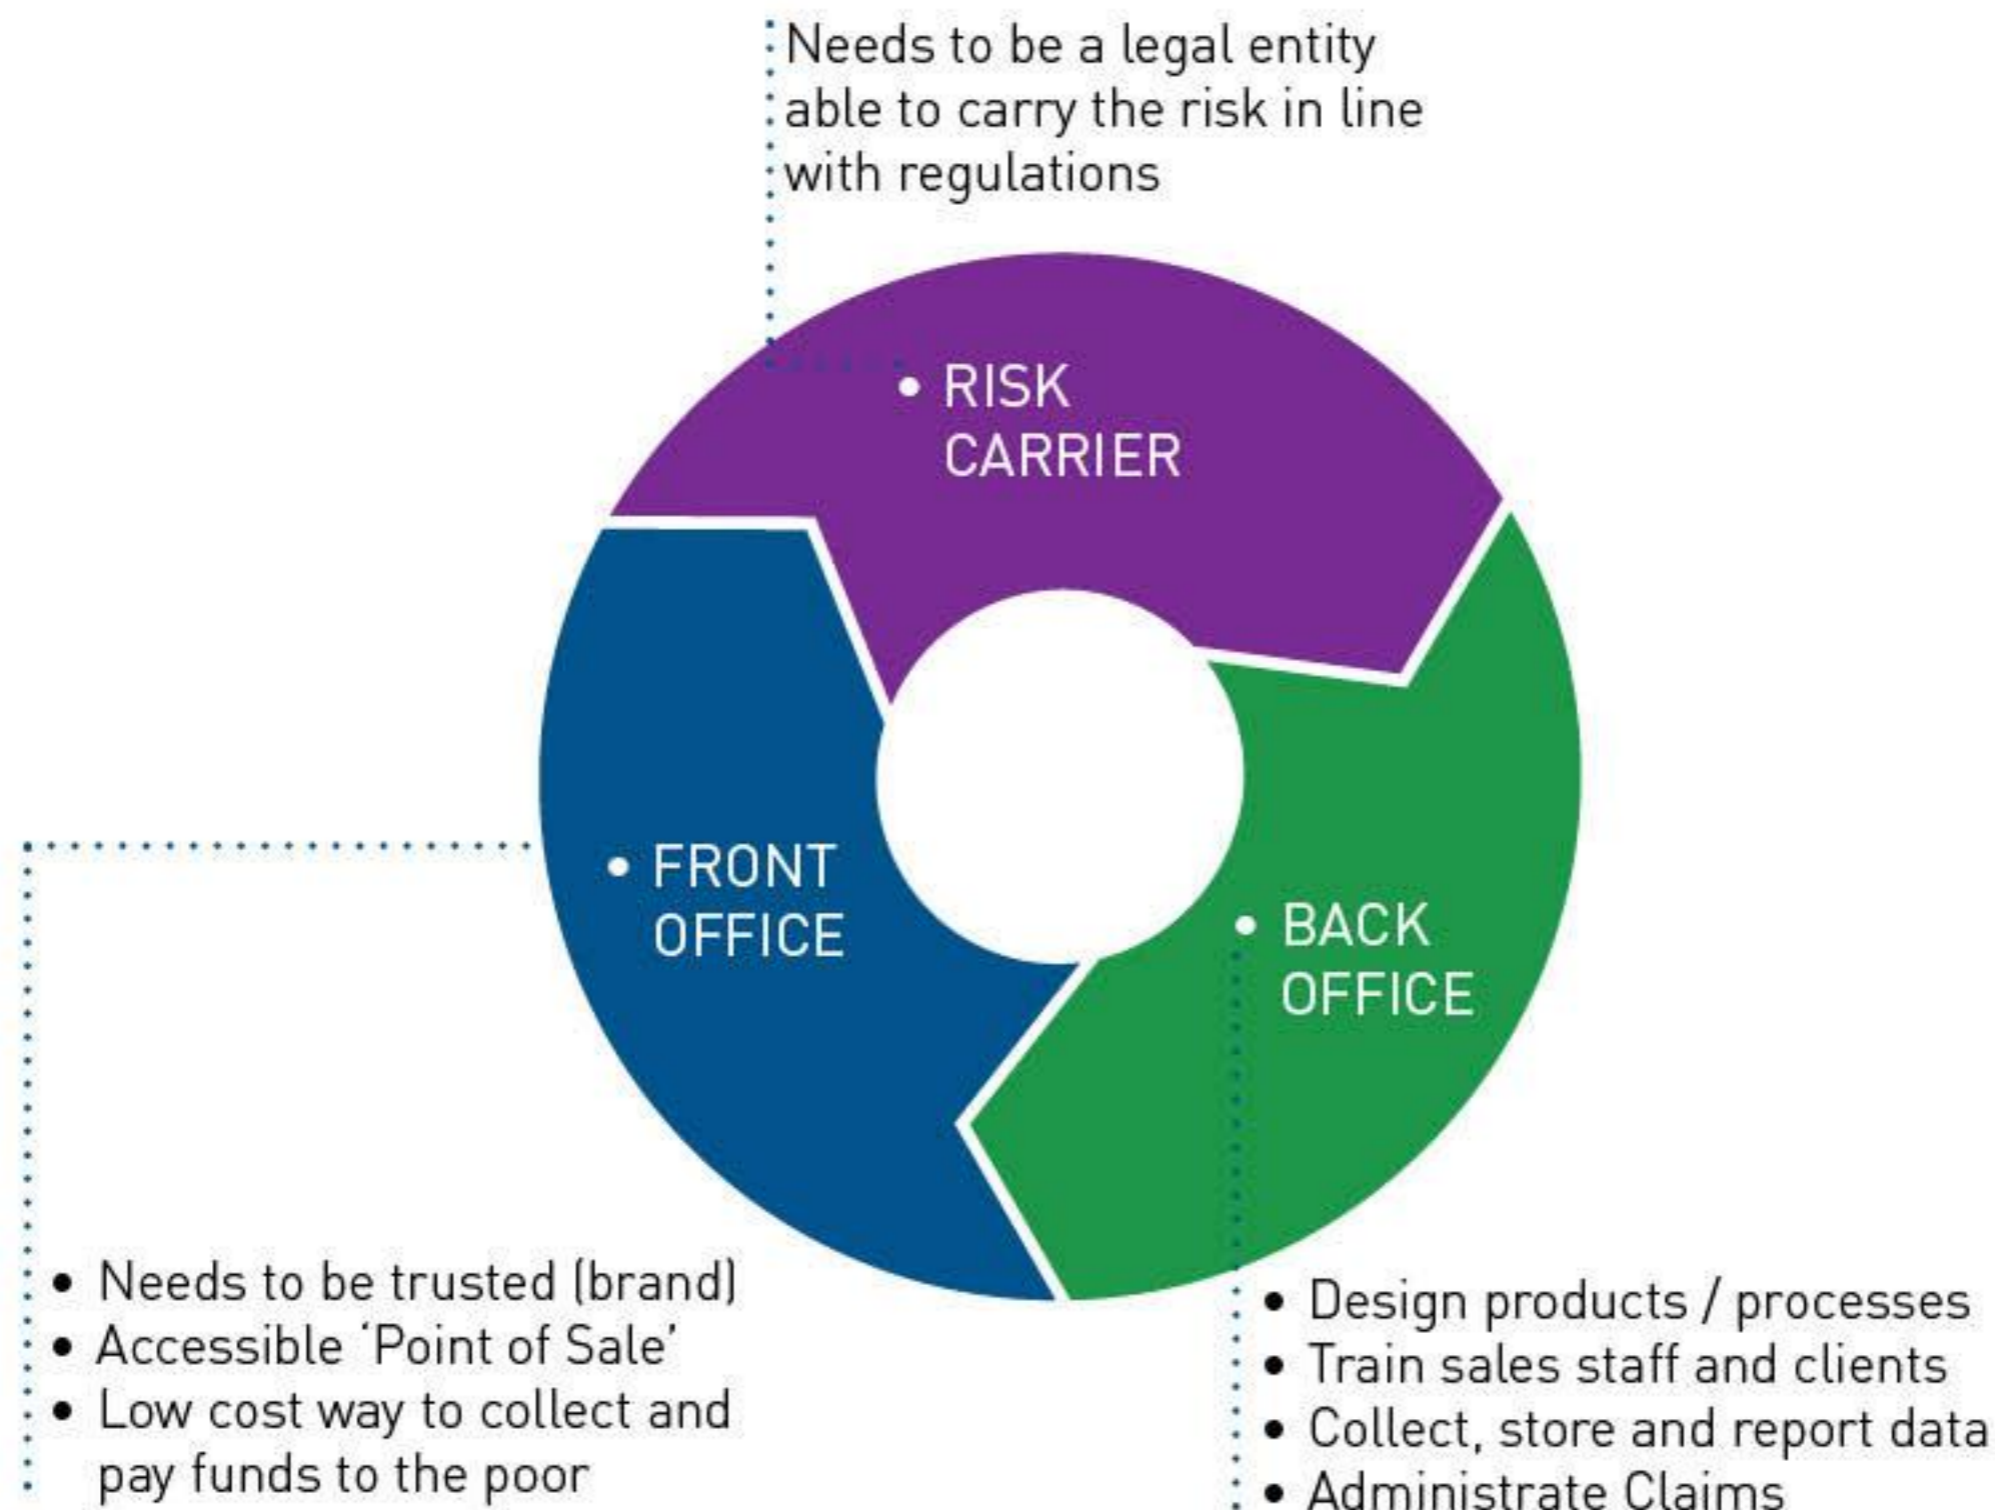 Needs to be a legal entity
able to carry the risk in line
with regulations
• RISK
CARRIER
• FRONT
OFFICE
• BACK
OFFICE
• Needs to be trusted (brand)
• Accessible ‘Point of Sale’
• Low cost way to collect and
pay funds to the poor
• Design products / processes
• Train sales staff and clients
• Collect, store and report data
• Administrate Claims